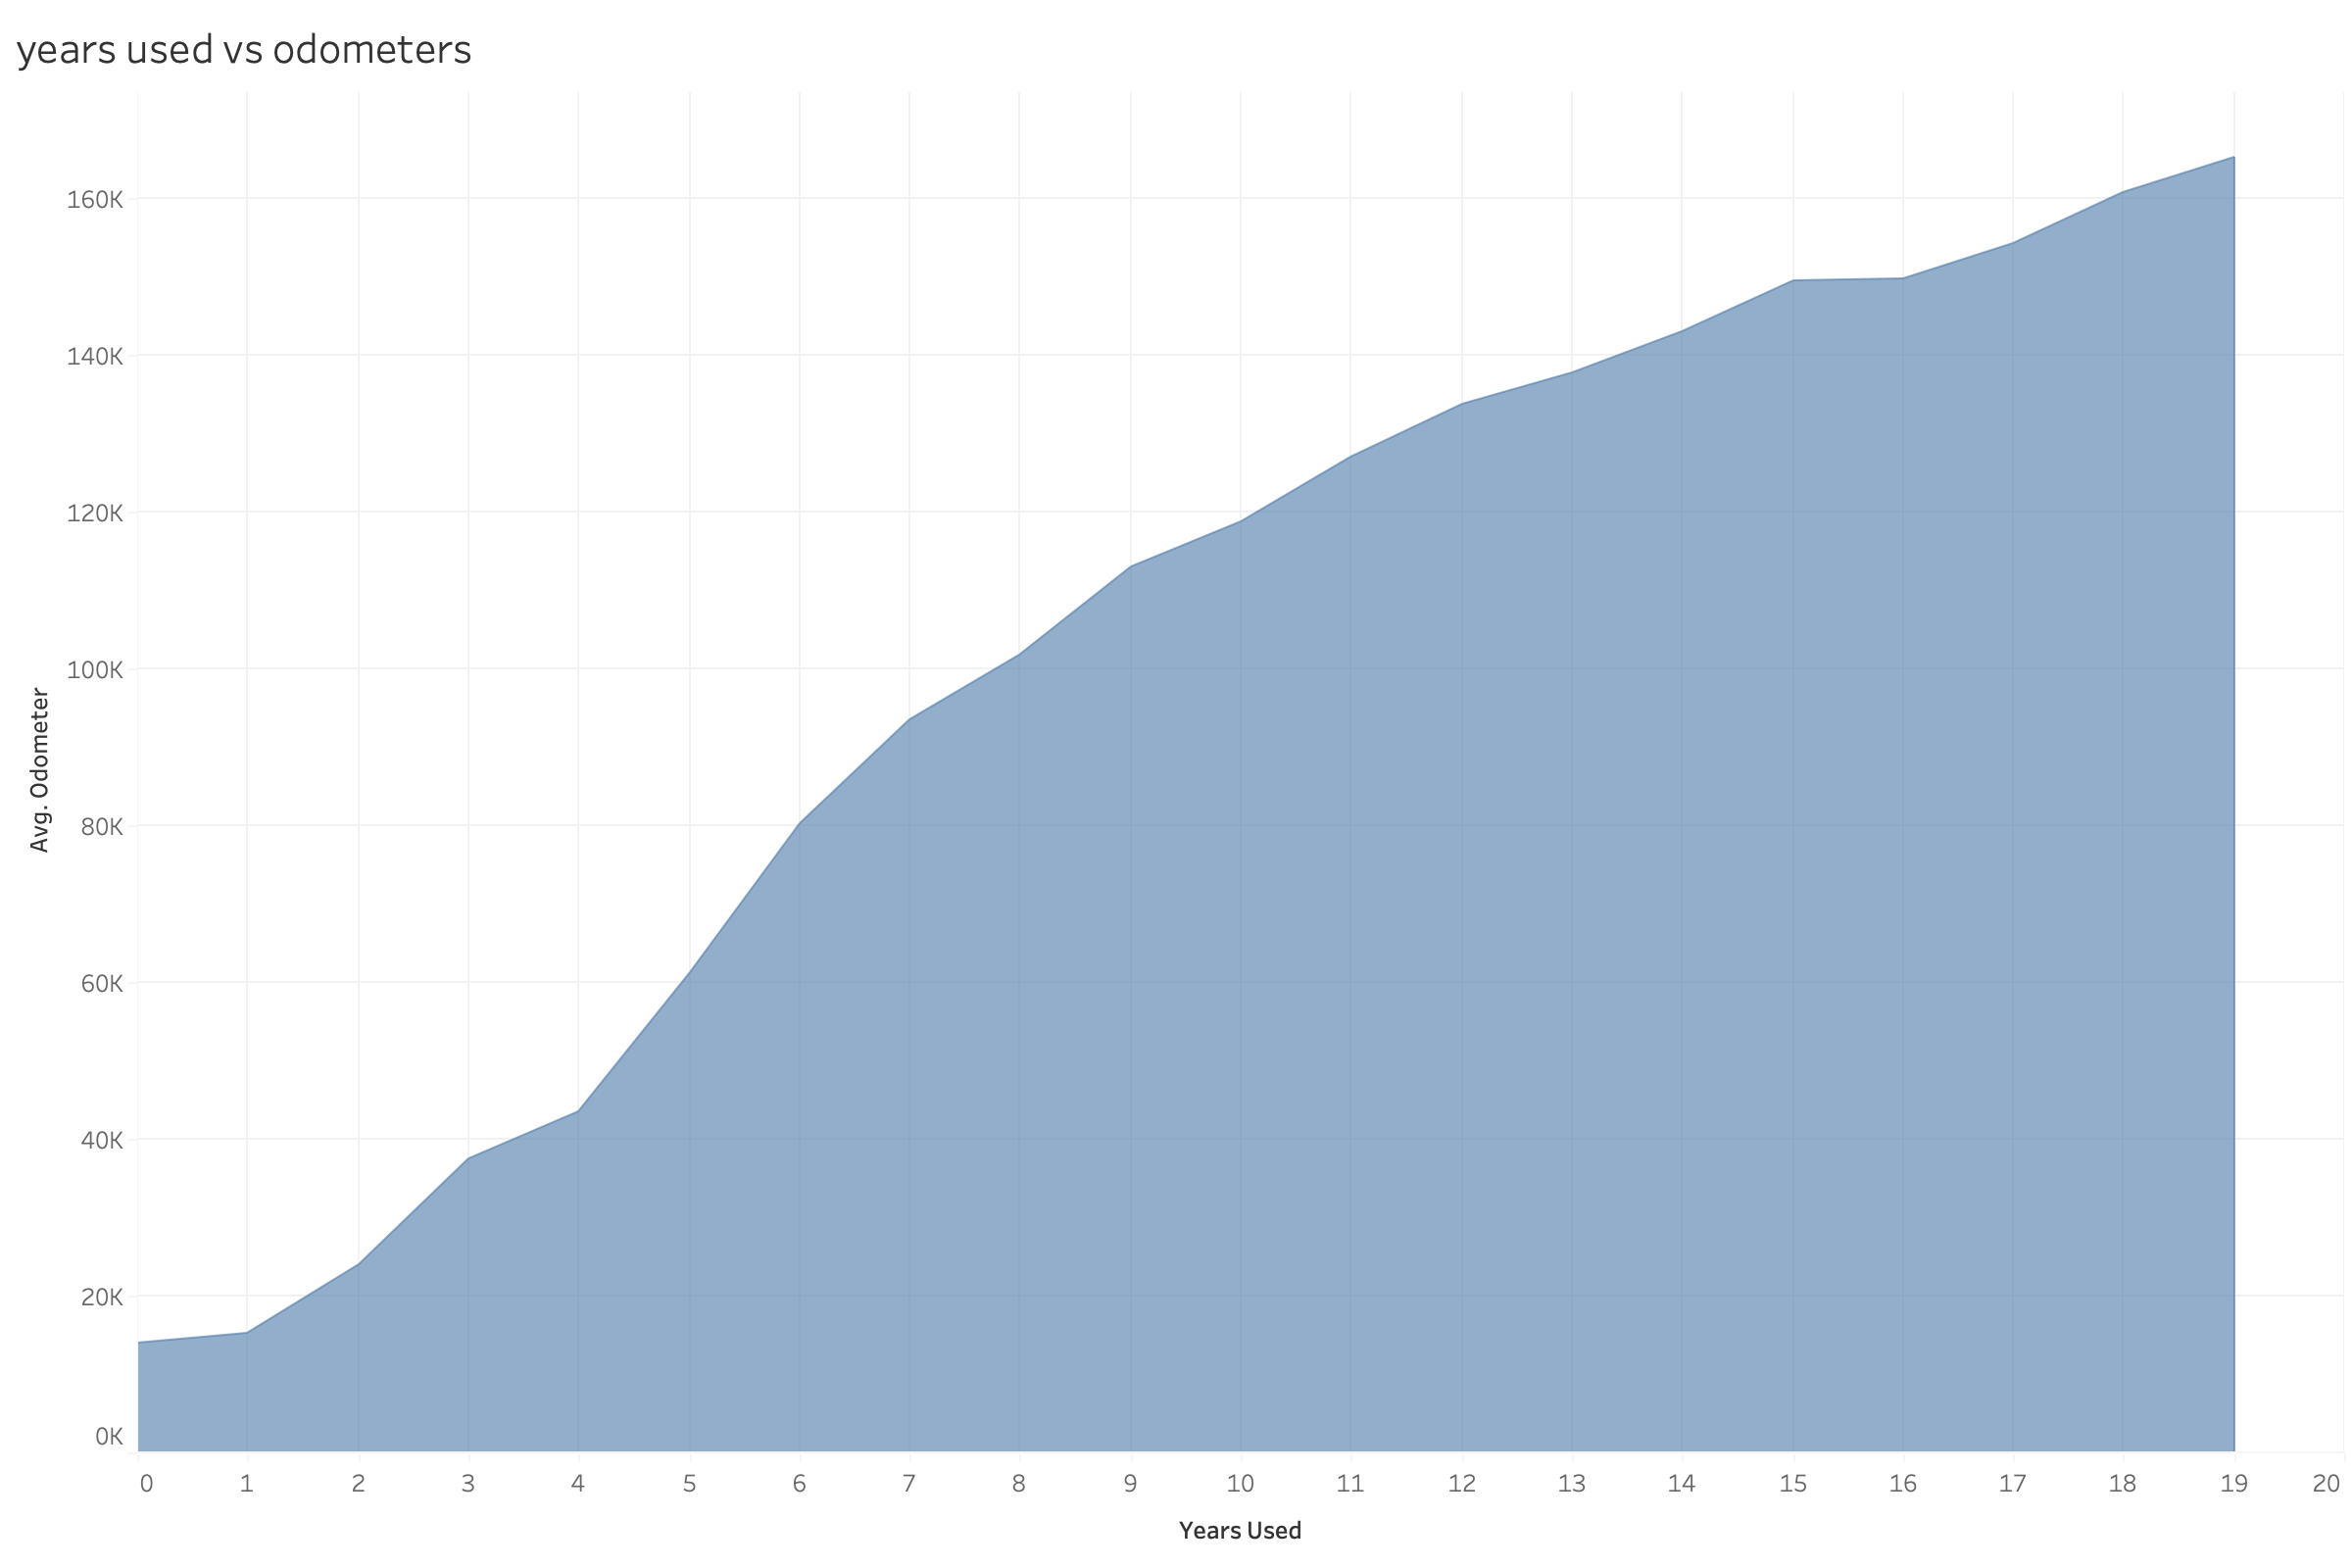 years used vs odometers
160K
140K
120K
100K
80K
60K
40K
20K
0K
Avg. Odometer
0 1 2 3 4 5 6 7 8 9 10 11 12 13 14 15 16 17 18 19 20
Years Used